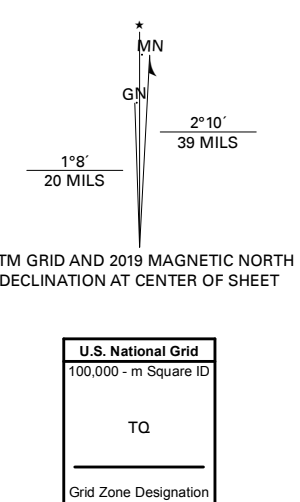 MN
GN
2°10´
39 MILS
1°8´
20 MILS
TM GRID AND 2019 MAGNETIC NORTH
DECLINATION AT CENTER OF SHEET
U.S. National Grid
100,000 - m Square ID
TQ
Grid Zone Designation